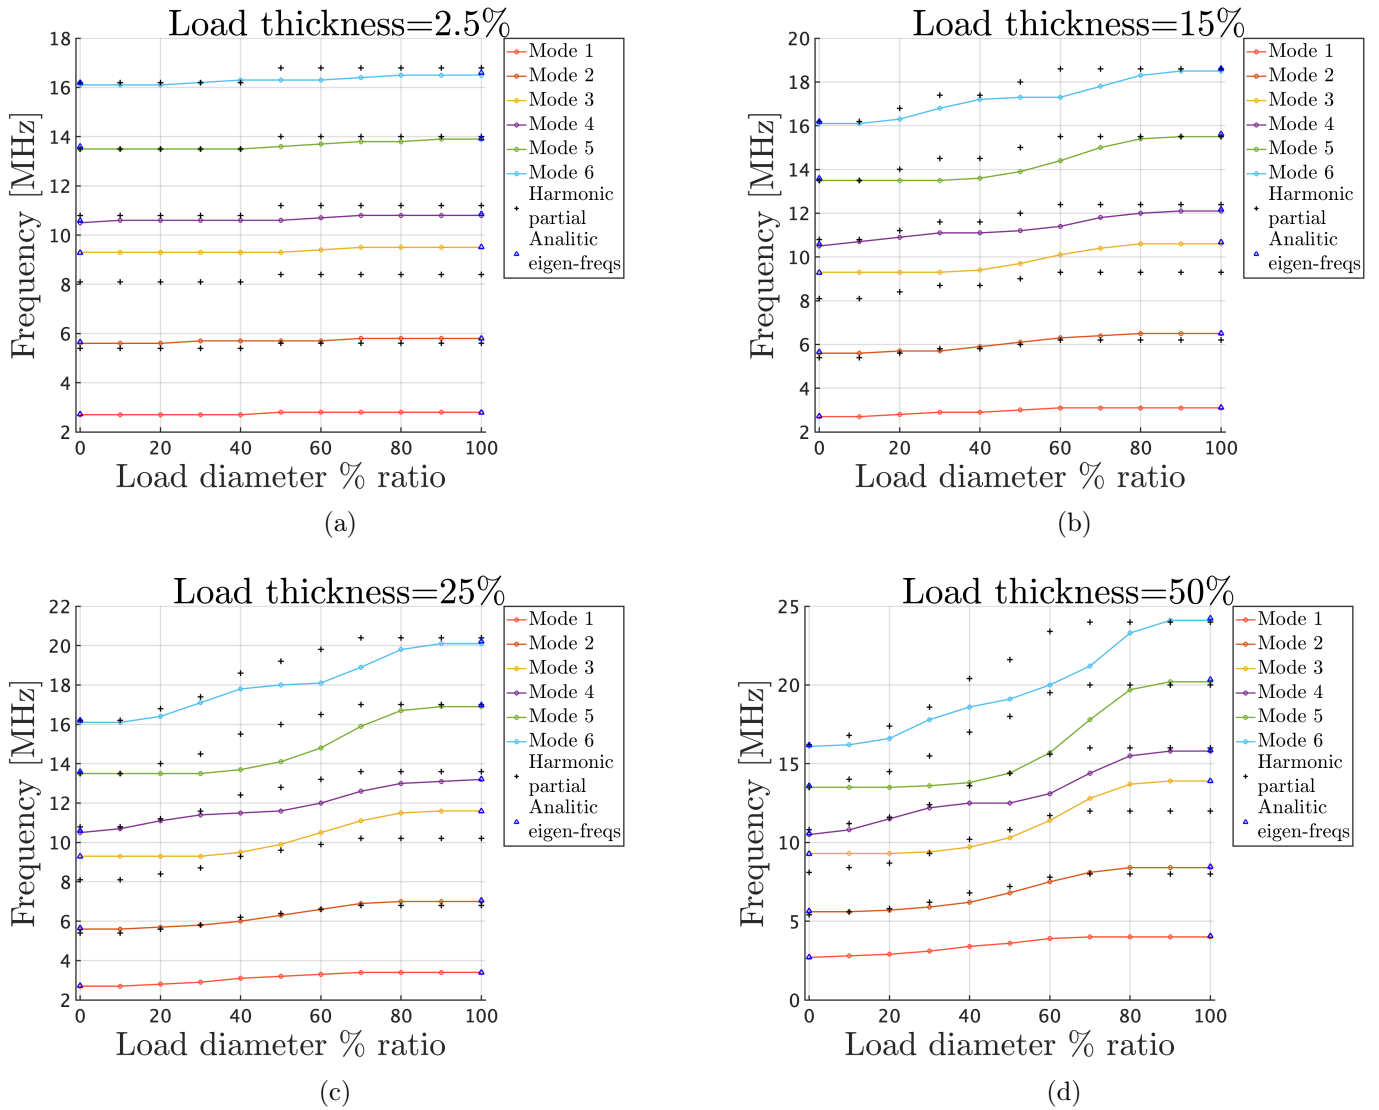 Load thickness=2.5%
18
16
14
12
10
8
6
4
2
Frequency [MHz]
0 20 40 60 80 100
Load diameter % ratio
Mode 1
Mode 2
Mode 3
Mode 4
Mode 5
Mode 6
Harmonic
partial
Analitic
eigen-freqs
(a)
Load thickness=15%
20
18
16
14
12
10
8
6
4
2
Frequency [MHz]
0 20 40 60 80 100
Load diameter % ratio
Mode 1
Mode 2
Mode 3
Mode 4
Mode 5
Mode 6
Harmonic
partial
Analitic
eigen-freqs
(b)
Load thickness=25%
22
20
18
16
14
12
10
8
6
4
2
Frequency [MHz]
0 20 40 60 80 100
Load diameter % ratio
Mode 1
Mode 2
Mode 3
Mode 4
Mode 5
Mode 6
Harmonic
partial
Analitic
eigen-freqs
(c)
Load thickness=50%
25
20
15
10
5
0
Frequency [MHz]
0 20 40 60 80 100
Load diameter % ratio
Mode 1
Mode 2
Mode 3
Mode 4
Mode 5
Mode 6
Harmonic
partial
Analitic
eigen-freqs
(d)